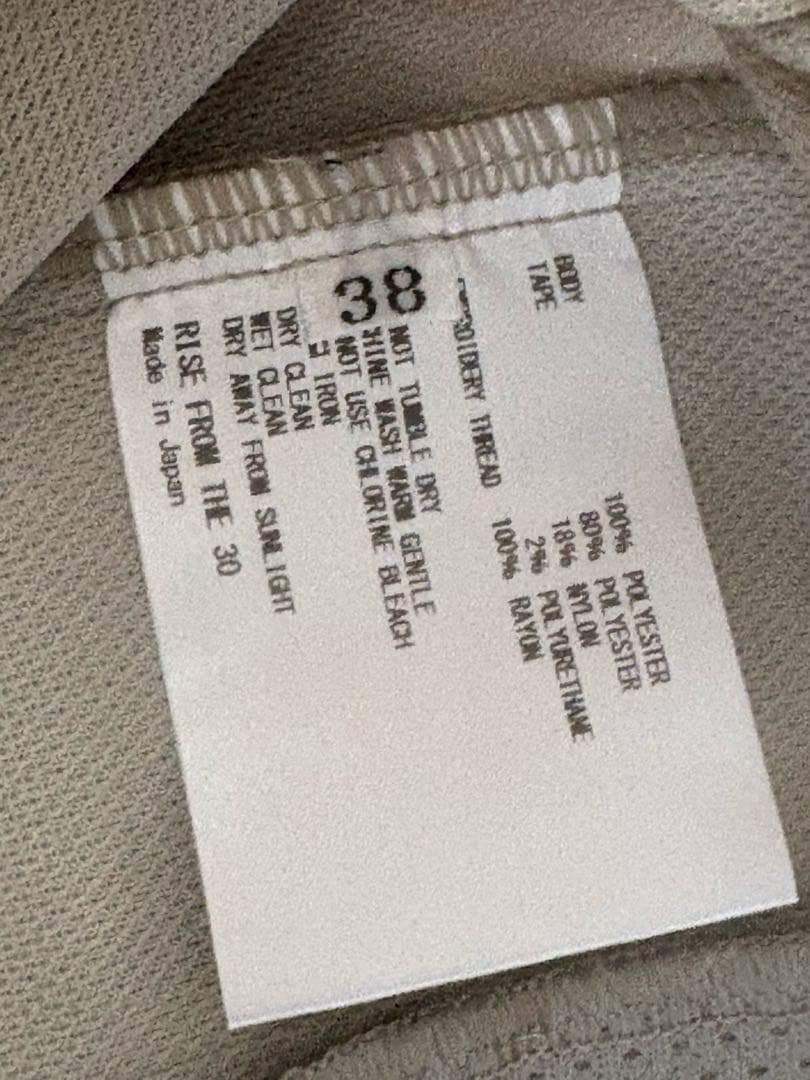 BODY 100% POLYESTER
TAPE 80% POLYESTER
18% NYLON
2% POLYURETHANE
OIDERY THREAD 100% RAYON
38
NOT TUMBLE DRY
HINE WASH WARM GENTLE
NOT USE CHLORINE BLEACH
IRON
DRY CLEAN
WET CLEAN
DRY AWAY FROM SUNLIGHT
RISE FROM THE 30
Made in Japan